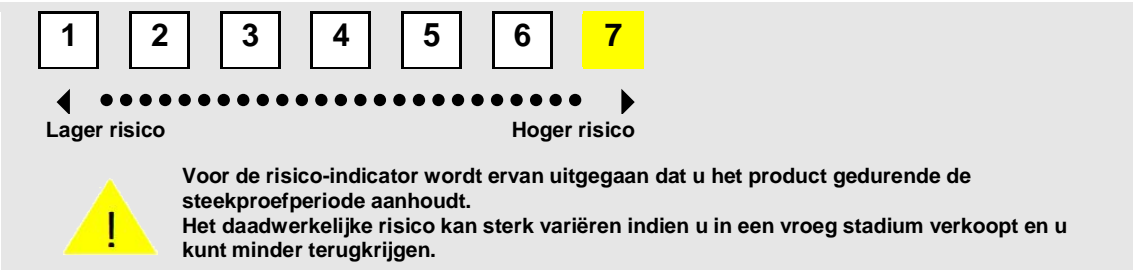 1 2 3 4 5 6 7
Lager risico Hoger risico
! Voor de risico-indicator wordt ervan uitgegaan dat u het product gedurende de
steekproefperiode aanhoudt.
Het daadwerkelijke risico kan sterk variëren indien u in een vroeg stadium verkoopt en u
kunt minder terugkrijgen.